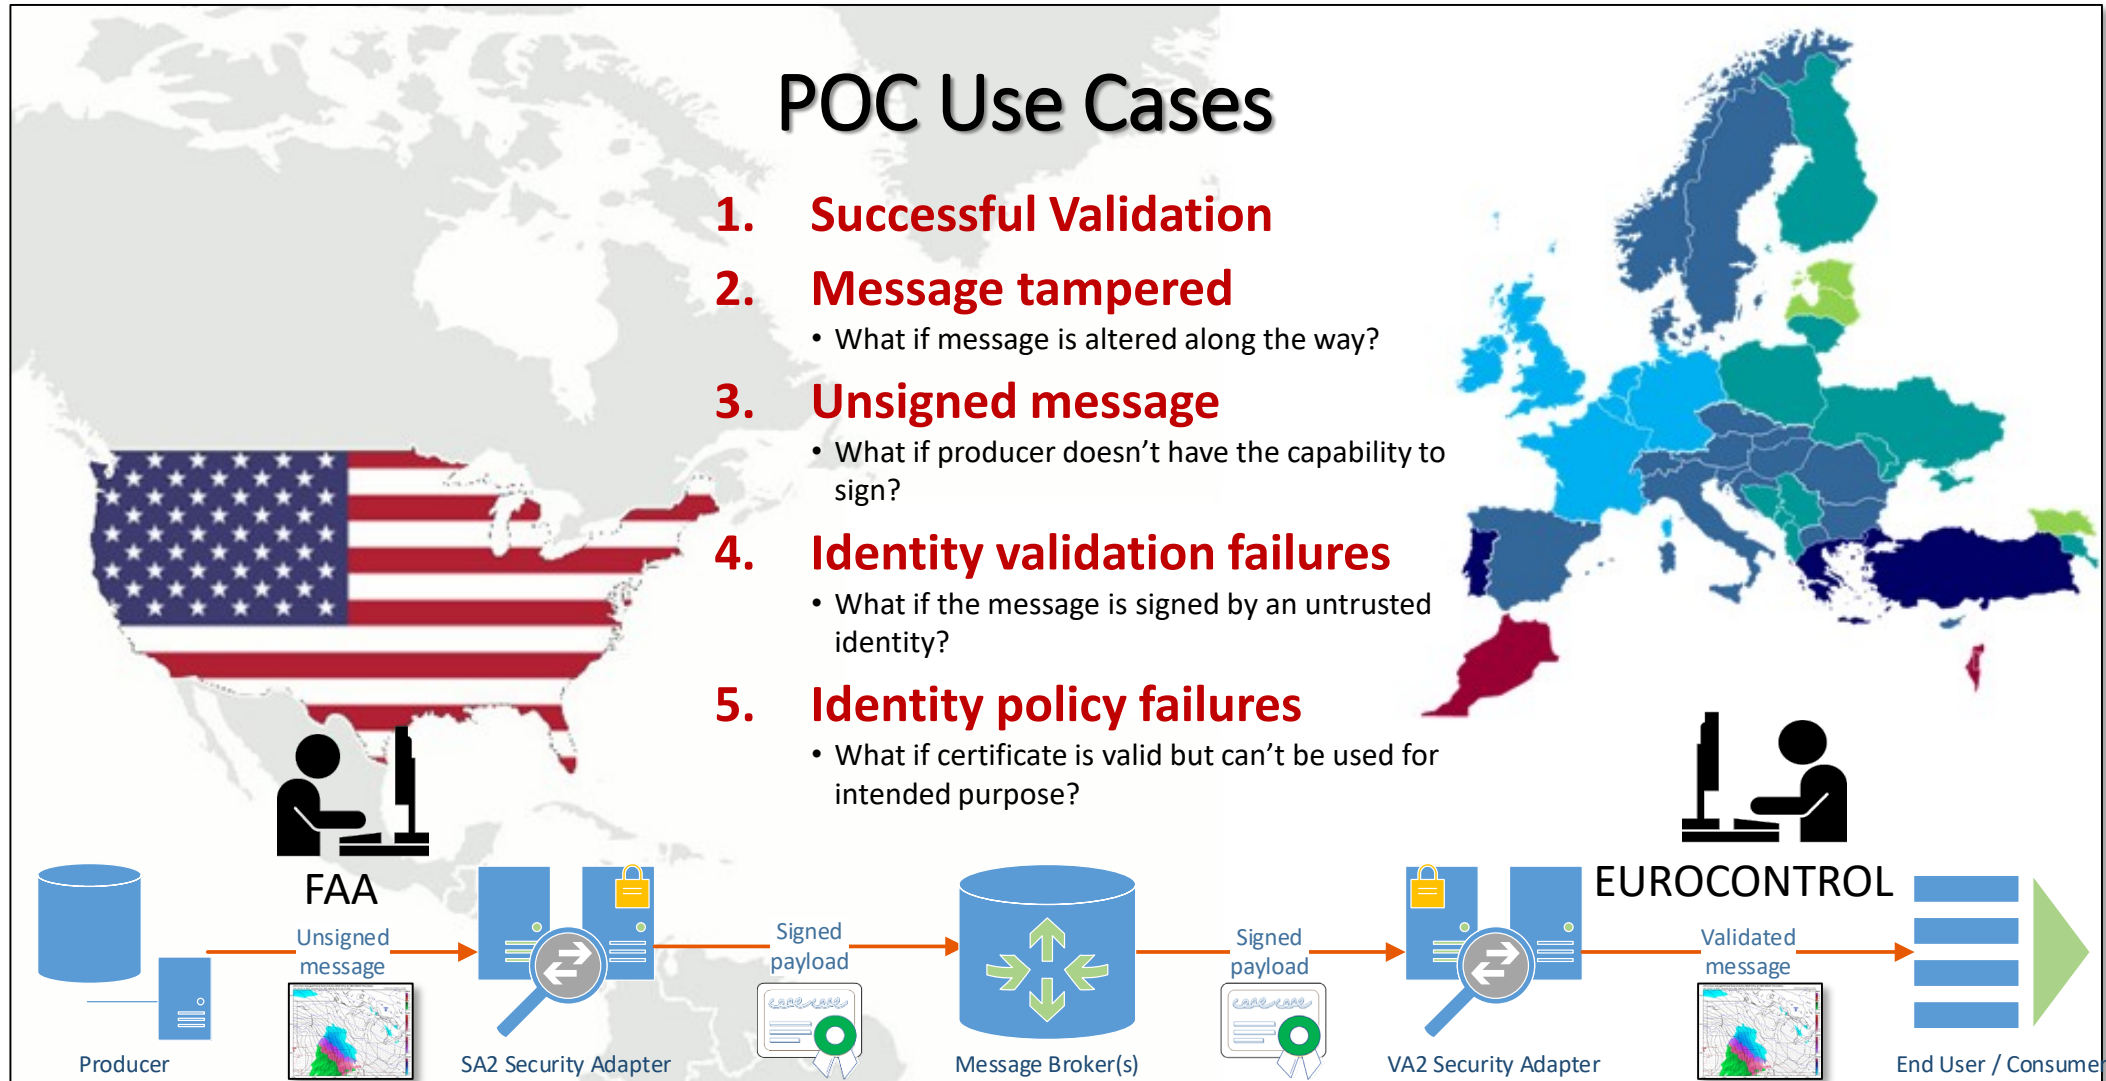 POC Use Cases
1. Successful Validation
2. Message tampered
• What if message is altered along the way?
3. Unsigned message
• What if producer doesn’t have the capability to
sign?
4. Identity validation failures
• What if the message is signed by an untrusted
identity?
5. Identity policy failures
• What if certificate is valid but can’t be used for
intended purpose?
FAA
EUROCONTROL
Unsigned
message
Signed
payload
Signed
payload
Validated
message
Producer
SA2 Security Adapter
Message Broker(s)
VA2 Security Adapter
End User / Consumer